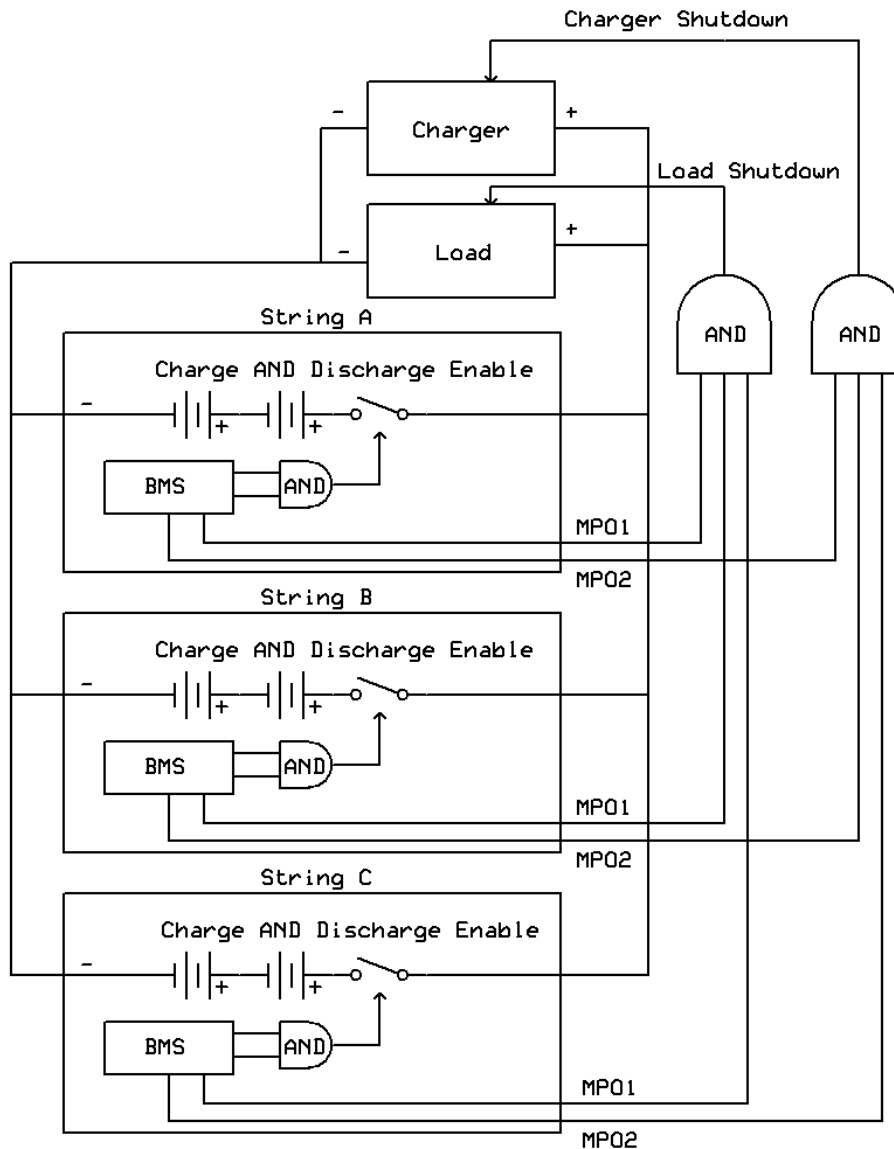 Charger Shutdown
- +
Charger
Load Shutdown
- +
Load
AND AND
String A
Charge AND Discharge Enable
-
+ +
BMS AND
MPO1
MPO2
String B
Charge AND Discharge Enable
-
+ +
BMS AND
MPO1
MPO2
String C
Charge AND Discharge Enable
-
+ +
BMS AND
MPO1
MPO2